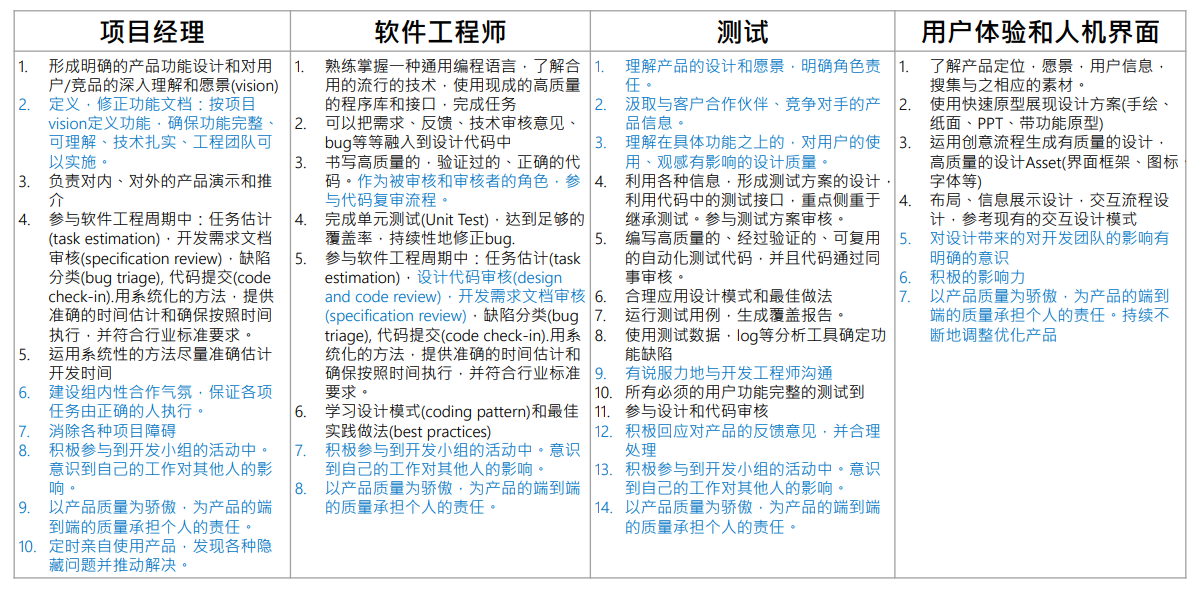 项目经理
1. 形成明确的产品功能设计和对用
户/竞品的深入理解和愿景(vision)
2. 定义，修正功能文档：按项目
vision定义功能，确保功能完整、
可理解、技术扎实、工程团队可
以实施。
3. 负责对内、对外的产品演示和推
介
4. 参与软件工程周期中：任务估计
(task estimation)，开发需求文档
审核(specification review)，缺陷
分类(bug triage), 代码提交(code
check-in).用系统化的方法，提供
准确的时间估计和确保按照时间
执行，并符合行业标准要求。
5. 运用系统性的方法尽量准确估计
开发时间
6. 建设组内性合作气氛，保证各项
任务由正确的人执行。
7. 消除各种项目障碍
8. 积极参与到开发小组的活动中。
意识到自己的工作对其他人的影
响。
9. 以产品质量为骄傲，为产品的端
到端的质量承担个人的责任。
10. 定时亲自使用产品，发现各种隐
藏问题并推动解决。
软件工程师
1. 熟练掌握一种通用编程语言，了解合
用的流行的技术，使用现成的高质量
的程序库和接口，完成任务
2. 可以把需求、反馈、技术审核意见、
bug等等融入到设计代码中
3. 书写高质量的，验证过的、正确的代
码。作为被审核和审核者的角色，参
与代码复审流程。
4. 完成单元测试(Unit Test)，达到足够的
覆盖率，持续性地修正bug.
5. 参与软件工程周期中：任务估计(task
estimation)，设计代码审核(design
and code review)，开发需求文档审核
(specification review)，缺陷分类(bug
triage), 代码提交(code check-in).用系
统化的方法，提供准确的时间估计和
确保按照时间执行，并符合行业标准
要求。
6. 学习设计模式(coding pattern)和最佳
实践做法(best practices)
7. 积极参与到开发小组的活动中。意识
到自己的工作对其他人的影响。
8. 以产品质量为骄傲，为产品的端到端
的质量承担个人的责任。
测试
1. 理解产品的设计和愿景，明确角色责
任。
2. 汲取与客户合作伙伴、竞争对手的产
品信息。
3. 理解在具体功能之上的，对用户的使
用、观感有影响的设计质量。
4. 利用各种信息，形成测试方案的设计，
利用代码中的测试接口，重点侧重于
继承测试。参与测试方案审核。
5. 编写高质量的、经过验证的、可复用
的自动化测试代码，并且代码通过同
事审核。
6. 合理应用设计模式和最佳做法
7. 运行测试用例，生成覆盖报告。
8. 使用测试数据，log等分析工具确定功
能缺陷
9. 有说服力地与开发工程师沟通
10. 所有必须的用户功能完整的测试到
11. 参与设计和代码审核
12. 积极回应对产品的反馈意见，并合理
处理
13. 积极参与到开发小组的活动中。意识
到自己的工作对其他人的影响。
14. 以产品质量为骄傲，为产品的端到端
的质量承担个人的责任。
用户体验和人机界面
1. 了解产品定位，愿景，用户信息，
搜集与之相应的素材。
2. 使用快速原型展现设计方案(手绘、
纸面、PPT、带功能原型)
3. 运用创意流程生成有质量的设计，
高质量的设计Asset(界面框架、图标，
字体等)
4. 布局、信息展示设计，交互流程设
计，参考现有的交互设计模式
5. 对设计带来的对开发团队的影响有
明确的意识
6. 积极的影响力
7. 以产品质量为骄傲，为产品的端到
端的质量承担个人的责任。持续不
断地调整优化产品